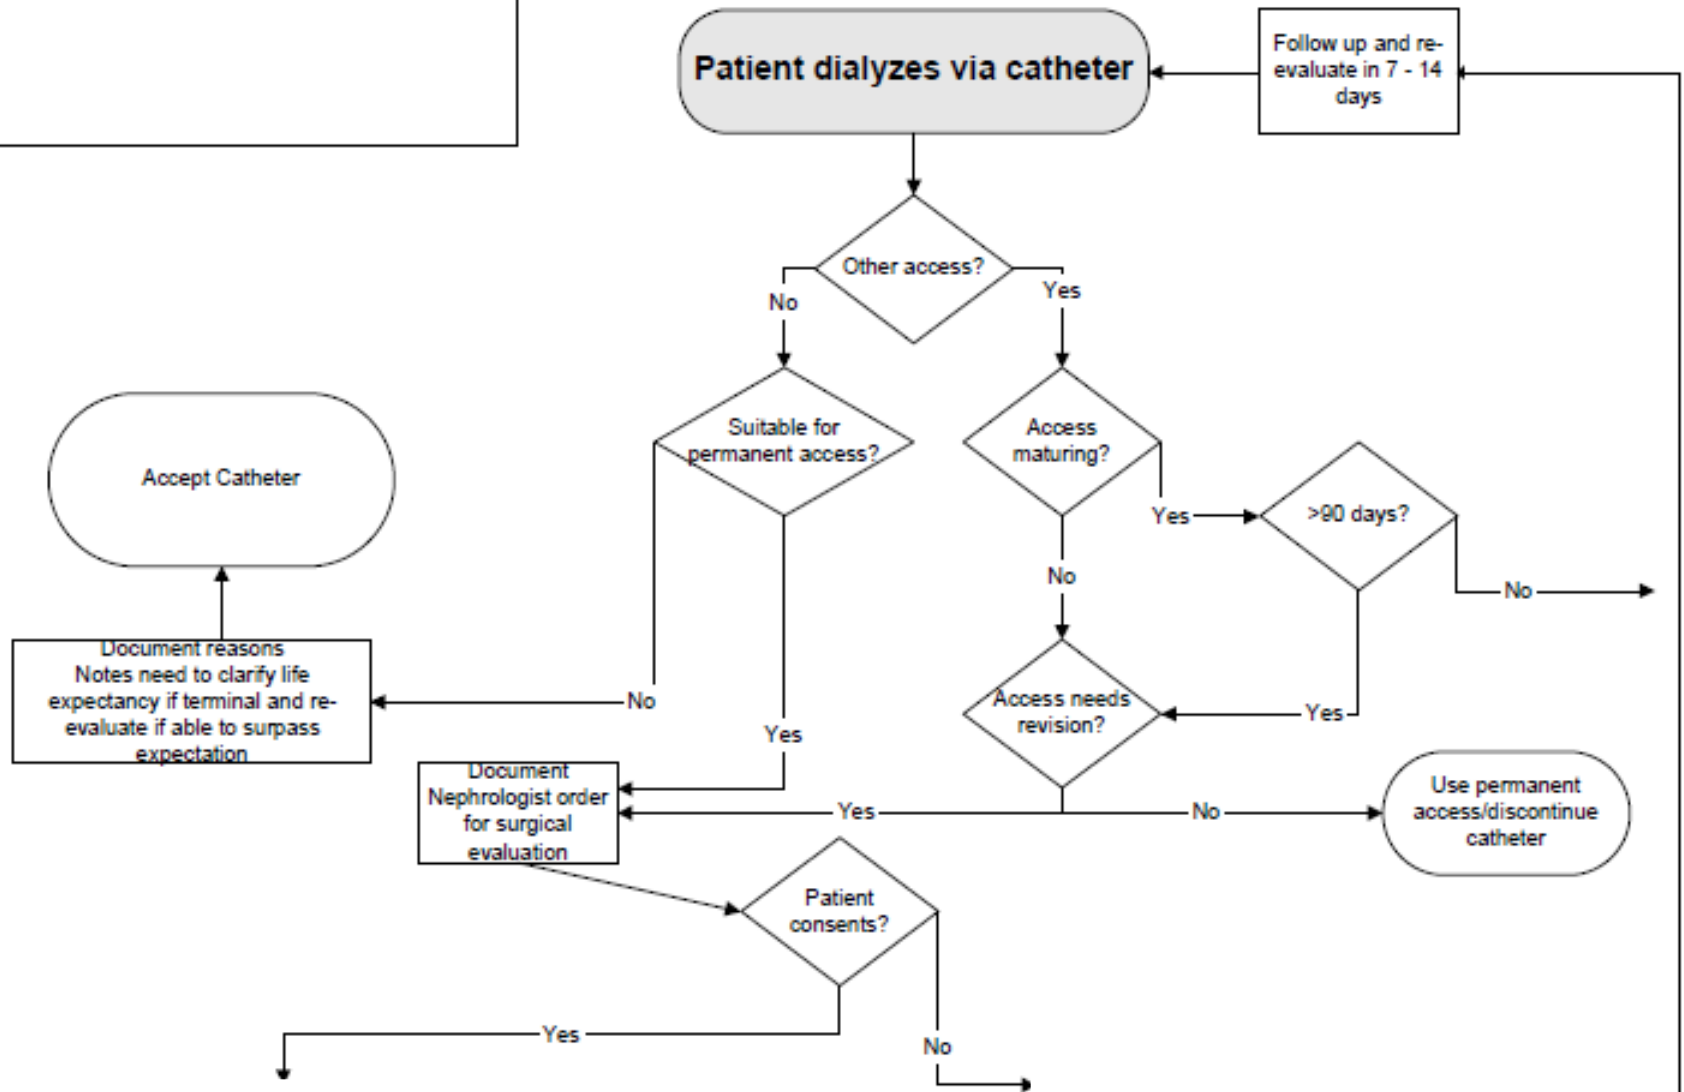 Patient dialyzes via catheter
Follow up and re-
evaluate in 7 - 14
days
Other access?
No
Yes
Suitable for
permanent access?
Access
maturing?
Accept Catheter
Yes
>90 days?
No
No
Document reasons
Notes need to clarify life
expectancy if terminal and re-
evaluate if able to surpass
expectation
No
Yes
Access needs
revision?
Yes
Document
Nephrologist order
for surgical
evaluation
Yes
No
Use permanent
access/discontinue
catheter
Patient
consents?
Yes
No